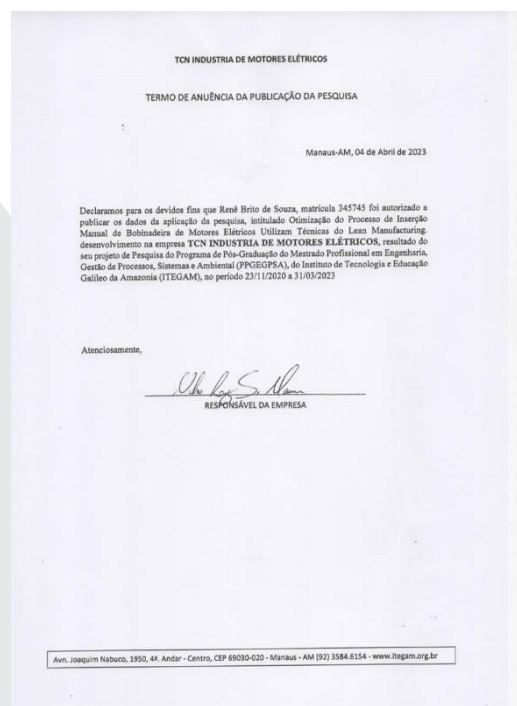 TCN INDUSTRIA DE MOTORES ELÉTRICOS
TERMO DE ANUÊNCIA DA PUBLICAÇÃO DA PESQUISA
Manaus-AM, 04 de Abril de 2023
Declaramos para os devidos fins que Renê Brito de Souza, matrícula 345745 foi autorizado a
publicar os dados da aplicação da pesquisa, intitulado Otimização do Processo de Inserção
Manual de Bobinadeira de Motores Elétricos Utilizam Técnicas do Lean Manufacturing.
desenvolvimento na empresa TCN INDUSTRIA DE MOTORES ELÉTRICOS, resultado do
seu projeto de Pesquisa do Programa de Pós-Graduação do Mestrado Profissional em Engenharia,
Gestão de Processos, Sistemas e Ambiental (PPGEGPSA), do Instituto de Tecnologia e Educação
Galileo da Amazonia (ITEGAM), no período 23/11/2020 a 31/03/2023
Atenciosamente,
RESPONSÁVEL DA EMPRESA
Avn. Joaquim Nabuco, 1950, 4º. Andar - Centro, CEP 69030-020 - Manaus - AM (92) 3584.6154 - www.itegam.org.br